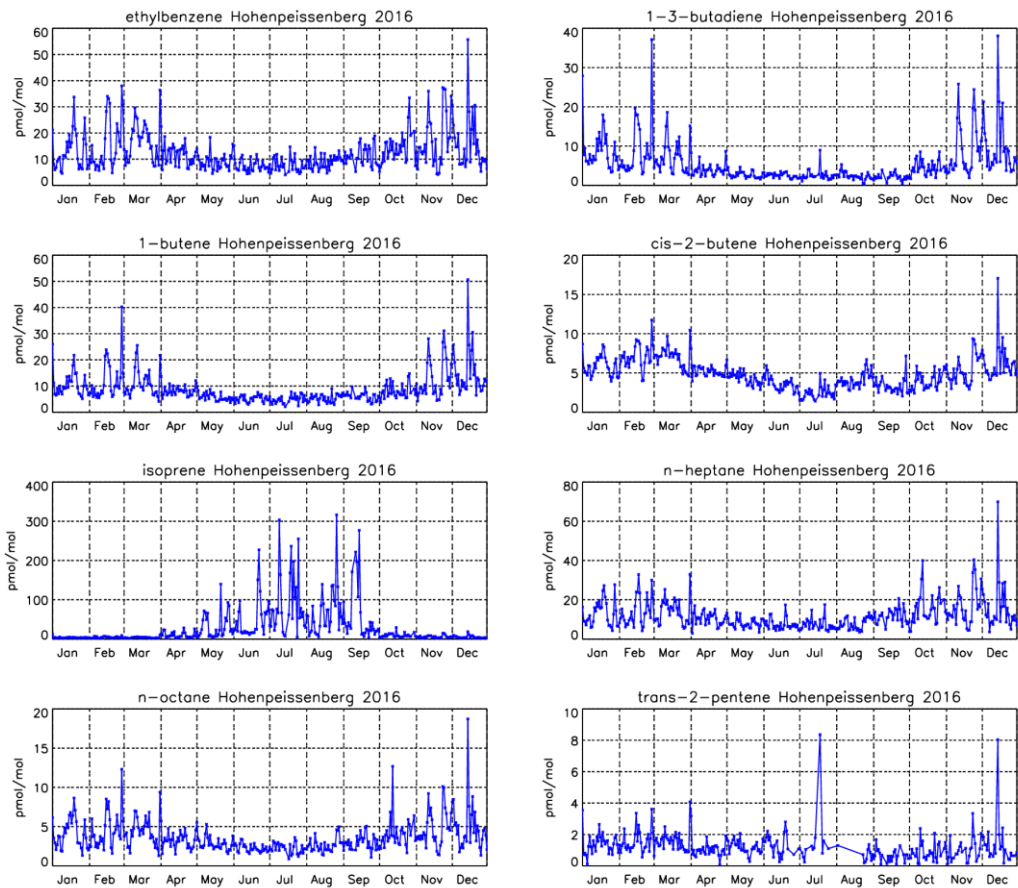 ethylbenzene Hohenpeissenberg 2016
60
50
40
30
20
10
0
pmol/mol
Jan Feb Mar Apr May Jun Jul Aug Sep Oct Nov Dec
1-3-butadiene Hohenpeissenberg 2016
40
30
20
10
0
pmol/mol
Jan Feb Mar Apr May Jun Jul Aug Sep Oct Nov Dec
1-butene Hohenpeissenberg 2016
60
50
40
30
20
10
0
pmol/mol
Jan Feb Mar Apr May Jun Jul Aug Sep Oct Nov Dec
cis-2-butene Hohenpeissenberg 2016
20
15
10
5
0
pmol/mol
Jan Feb Mar Apr May Jun Jul Aug Sep Oct Nov Dec
isoprene Hohenpeissenberg 2016
400
300
200
100
0
pmol/mol
Jan Feb Mar Apr May Jun Jul Aug Sep Oct Nov Dec
n-heptane Hohenpeissenberg 2016
80
60
40
20
0
pmol/mol
Jan Feb Mar Apr May Jun Jul Aug Sep Oct Nov Dec
n-octane Hohenpeissenberg 2016
20
15
10
5
0
pmol/mol
Jan Feb Mar Apr May Jun Jul Aug Sep Oct Nov Dec
trans-2-pentene Hohenpeissenberg 2016
10
8
6
4
2
0
pmol/mol
Jan Feb Mar Apr May Jun Jul Aug Sep Oct Nov Dec